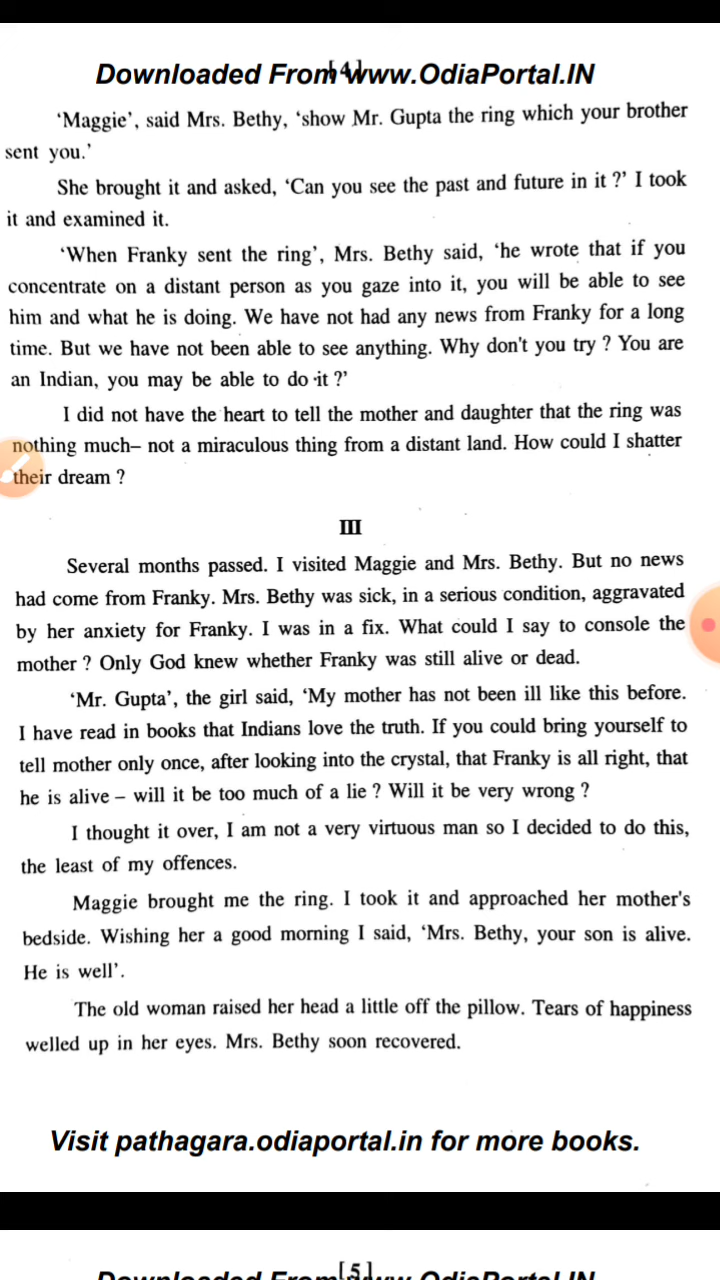 Downloaded From www.OdiaPortal.IN
[4]
'Maggie', said Mrs. Bethy, 'show Mr. Gupta the ring which your brother
sent you.'
She brought it and asked, 'Can you see the past and future in it ?' I took
it and examined it.
'When Franky sent the ring', Mrs. Bethy said, 'he wrote that if you
concentrate on a distant person as you gaze into it, you will be able to see
him and what he is doing. We have not had any news from Franky for a long
time. But we have not been able to see anything. Why don't you try ? You are
an Indian, you may be able to do it ?'
I did not have the heart to tell the mother and daughter that the ring was
nothing much– not a miraculous thing from a distant land. How could I shatter
their dream ?
III
Several months passed. I visited Maggie and Mrs. Bethy. But no news
had come from Franky. Mrs. Bethy was sick, in a serious condition, aggravated
by her anxiety for Franky. I was in a fix. What could I say to console the
mother ? Only God knew whether Franky was still alive or dead.
'Mr. Gupta', the girl said, 'My mother has not been ill like this before.
I have read in books that Indians love the truth. If you could bring yourself to
tell mother only once, after looking into the crystal, that Franky is all right, that
he is alive – will it be too much of a lie ? Will it be very wrong ?
I thought it over, I am not a very virtuous man so I decided to do this,
the least of my offences.
Maggie brought me the ring. I took it and approached her mother's
bedside. Wishing her a good morning I said, 'Mrs. Bethy, your son is alive.
He is well'.
The old woman raised her head a little off the pillow. Tears of happiness
welled up in her eyes. Mrs. Bethy soon recovered.
Visit pathagara.odiaportal.in for more books.
Downloaded From www.OdiaPortal.IN
[5]